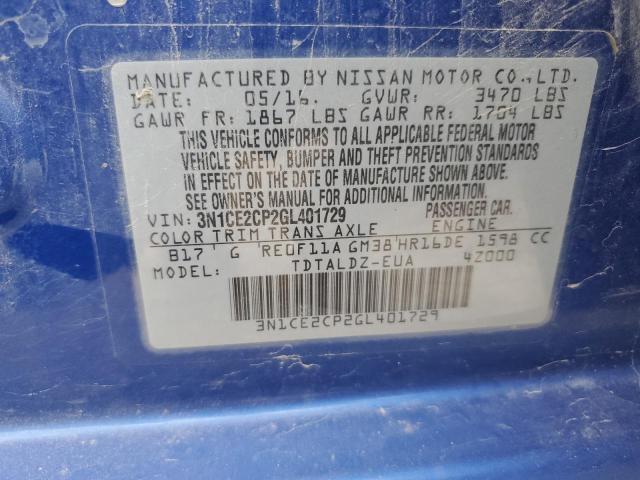 MANUFACTURED BY NISSAN MOTOR CO., LTD.
DATE: 05/16. GVWR: 3470 LBS
GAWR FR: 1867 LBS GAWR RR: 1704 LBS
THIS VEHICLE CONFORMS TO ALL APPLICABLE FEDERAL MOTOR
VEHICLE SAFETY, BUMPER AND THEFT PREVENTION STANDARDS
IN EFFECT ON THE DATE OF MANUFACTURE SHOWN ABOVE.
SEE OWNER'S MANUAL FOR ADDITIONAL INFORMATION.
VIN: 3N1CE2CP2GL401729 PASSENGER CAR.
COLOR TRIM TRANS AXLE ENGINE
B17 G RE0F11A GM38 HR16DE 1598 CC
MODEL: TDTALDZ-EUA 4Z000
3N1CE2CP2GL401729